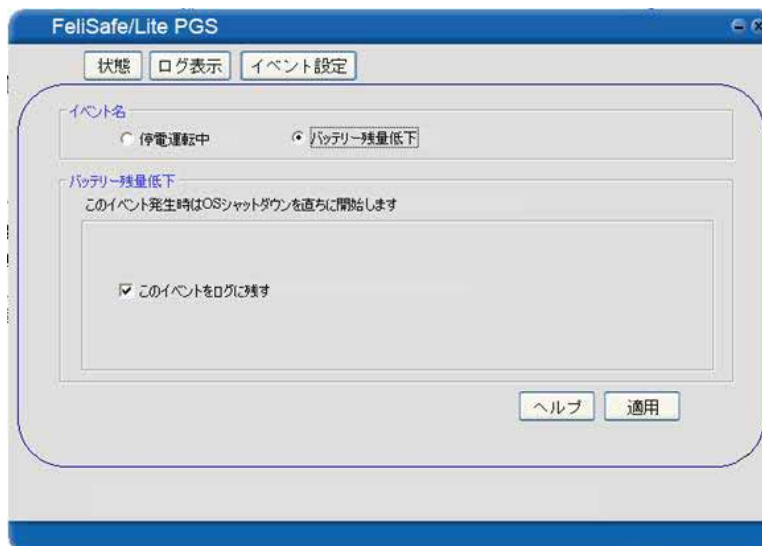 FeliSafe/Lite PGS
状態 ログ表示 イベント設定
イベント名
停電運転中 バッテリー残量低下
バッテリー残量低下
このイベント発生時はOSシャットダウンを直ちに開始します
このイベントをログに残す
ヘルプ 適用